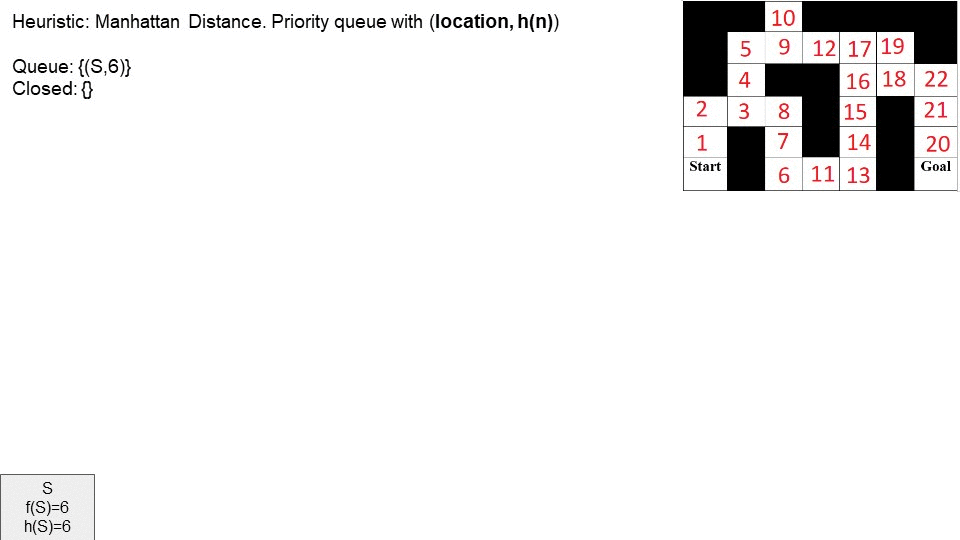 Heuristic: Manhattan Distance. Priority queue with (location, h(n))
Queue: {(S,6)}
Closed: {}
10
5 9 12 17 19
4 16 18 22
2 3 8 15 21
1 7 14 20
Start 6 11 13 Goal
S
f(S)=6
h(S)=6